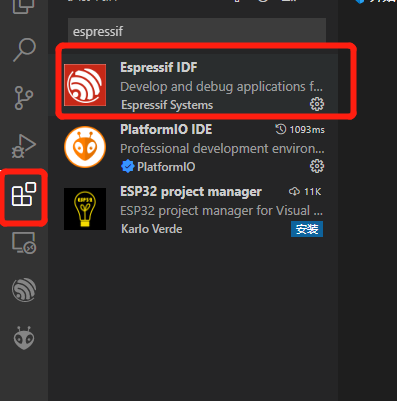 espressif
Espressif IDF
Develop and debug applications f...
Espressif Systems
PlatformIO IDE 1093ms
Professional development environ...
PlatformIO
ESP32 project manager 11K
ESP32 project manager for Visual ...
Karlo Verde 安装